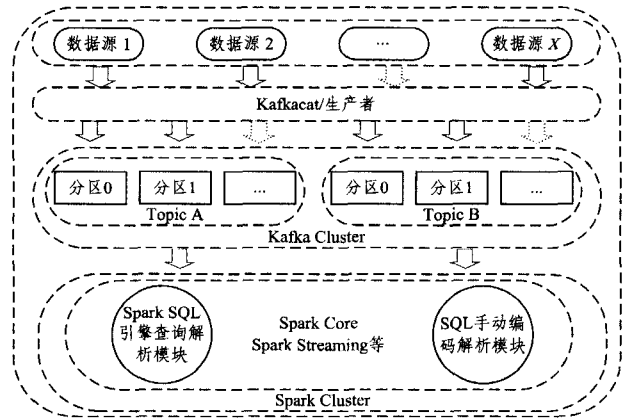 数据源 1 数据源 2 ... 数据源 X
Kafkacat/生产者
分区0 分区1 ... 分区0 分区1 ...
Topic A Topic B
Kafka Cluster
Spark SQL
引擎查询解
析模块
Spark Core
Spark Streaming等
SQL手动编
码解析模块
Spark Cluster